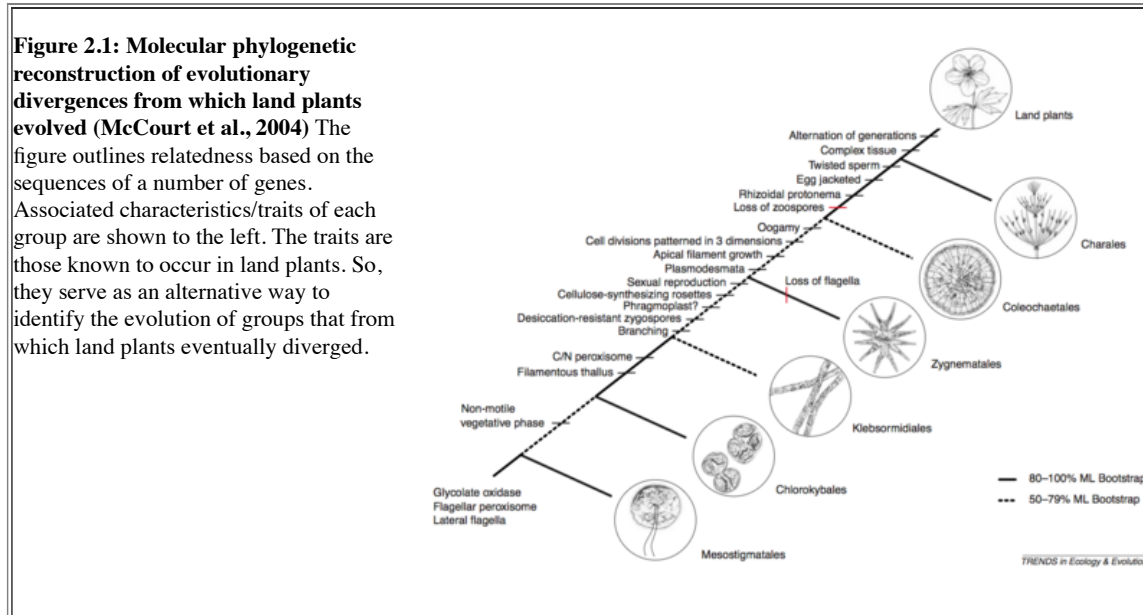 Figure 2.1: Molecular phylogenetic
reconstruction of evolutionary
divergences from which land plants
evolved (McCourt et al., 2004) The
figure outlines relatedness based on the
sequences of a number of genes.
Associated characteristics/traits of each
group are shown to the left. The traits are
those known to occur in land plants. So,
they serve as an alternative way to
identify the evolution of groups that from
which land plants eventually diverged.
Land plants
Alternation of generations
Complex tissue
Twisted sperm
Egg jacketed
Rhizoidal protonema
Loss of zoospores
Charales
Oogamy
Cell divisions patterned in 3 dimensions
Apical filament growth
Plasmodesmata
Sexual reproduction
Loss of flagella
Cellulose-synthesizing rosettes
Coleochaetales
Phragmoplast?
Desiccation-resistant zygospores
Branching
Zygnematales
C/N peroxisome
Filamentous thallus
Non-motile
vegetative phase
Klebsormidiales
Chlorokybales
80–100% ML Bootstrap
50–79% ML Bootstrap
Glycolate oxidase
Flagellar peroxisome
Lateral flagella
Mesostigmatales
TRENDS in Ecology & Evolution